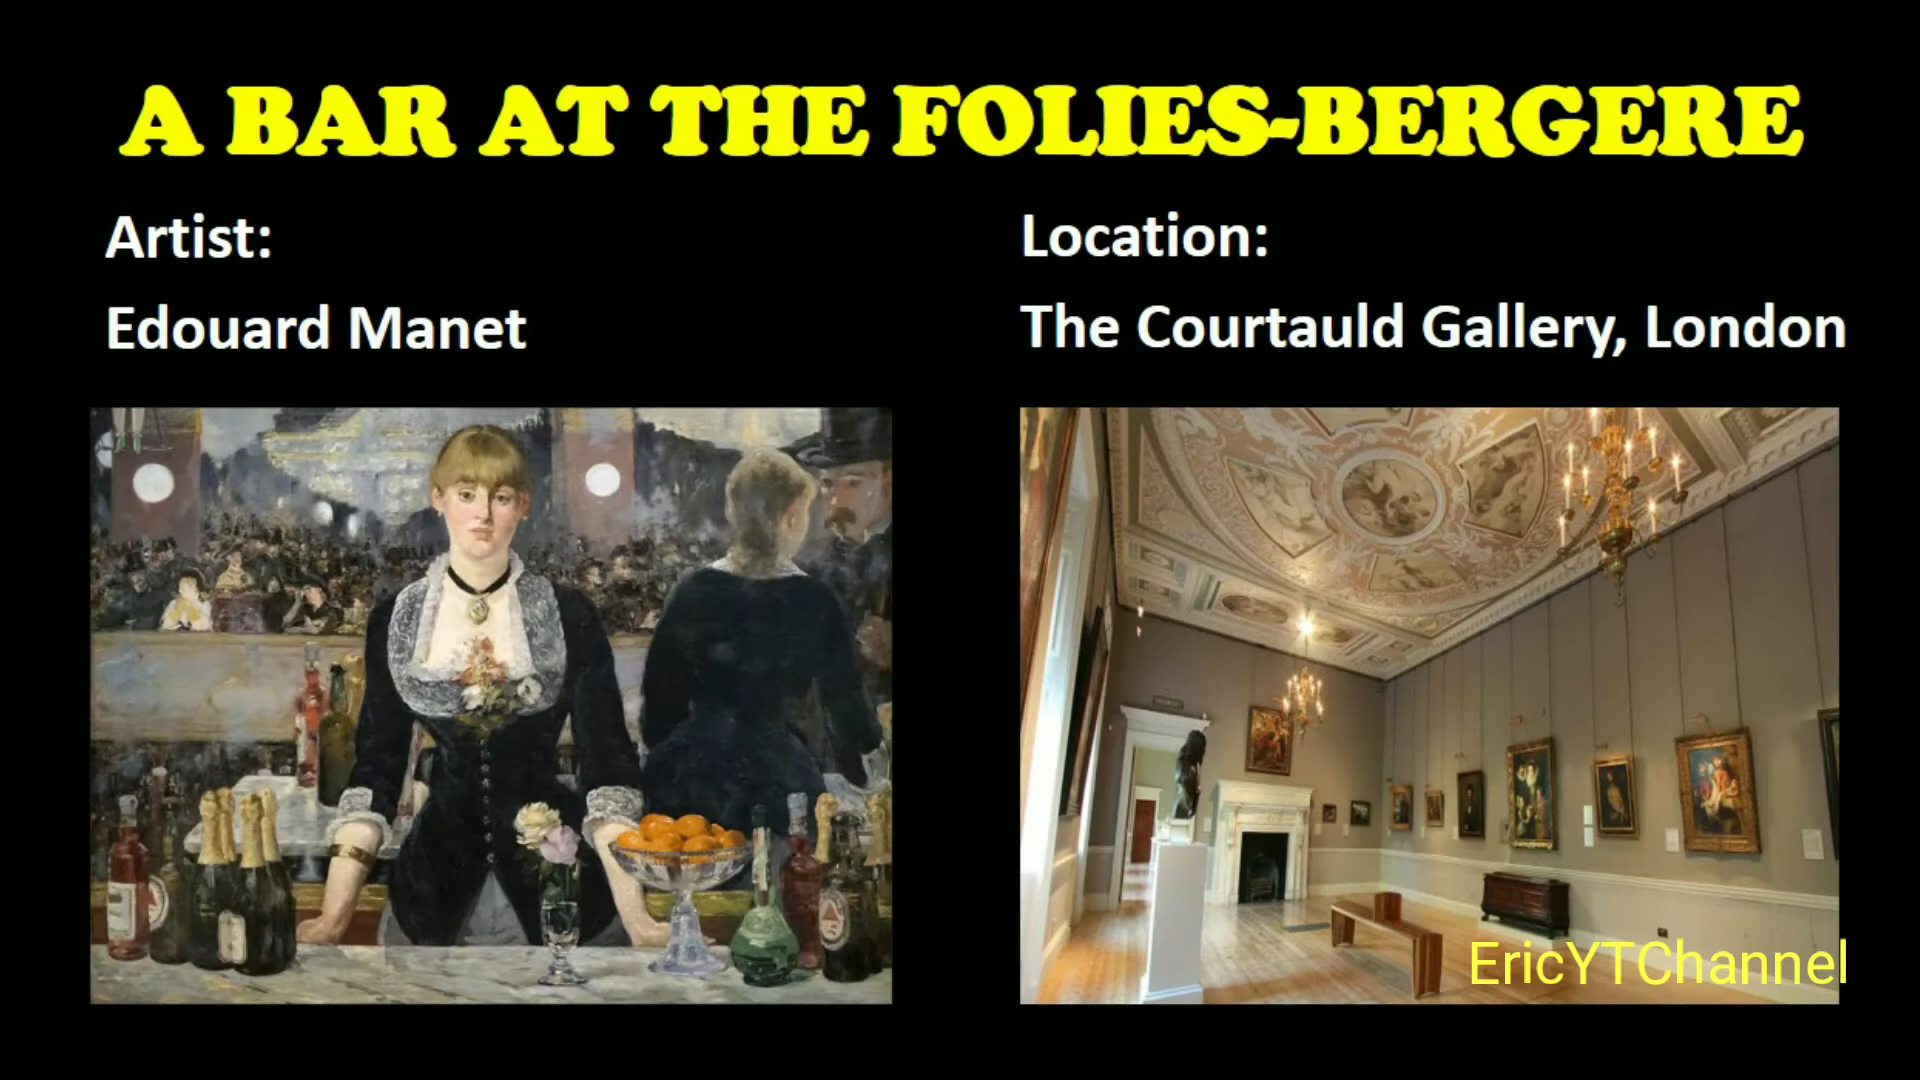 A BAR AT THE FOLIES-BERGERE
Artist:
Edouard Manet
Location:
The Courtauld Gallery, London
EricYTChannel